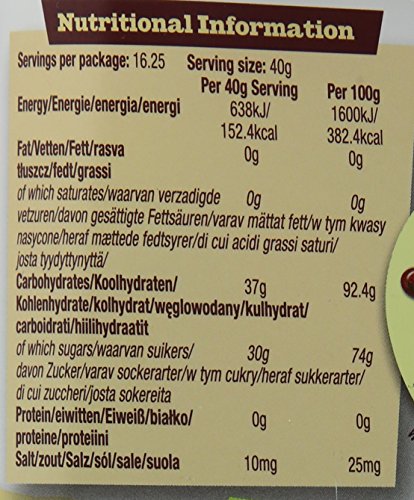 Nutritional Information
Servings per package: 16.25 Serving size: 40g
Per 40g Serving Per 100g
Energy/Energie/energia/energi 638kJ/ 1600kJ/
152.4kcal 382.4kcal
Fat/Vetten/Fett/rasva 0g 0g
tłuszcz/fedt/grassi
of which saturates/waarvan verzadigde 0g 0g
vetzuren/davon gesättigte Fettsäuren/varav mättat fett/w tym kwasy
nasycone/heraf mættede fedtsyrer/di cui acidi grassi saturi/
josta tyydyttynyttä/
Carbohydrates/Koolhydraten/ 37g 92.4g
Kohlenhydrate/kolhydrat/węglowodany/kulhydrat/
carboidrati/hiilihydraatit
of which sugars/waarvan suikers/ 30g 74g
davon Zucker/varav sockerarter/w tym cukry/heraf sukkerarter/
di cui zuccheri/josta sokereita
Protein/eiwitten/Eiweiß/białko/ 0g 0g
proteine/proteiini
Salt/zout/Salz/sól/sale/suola 10mg 25mg